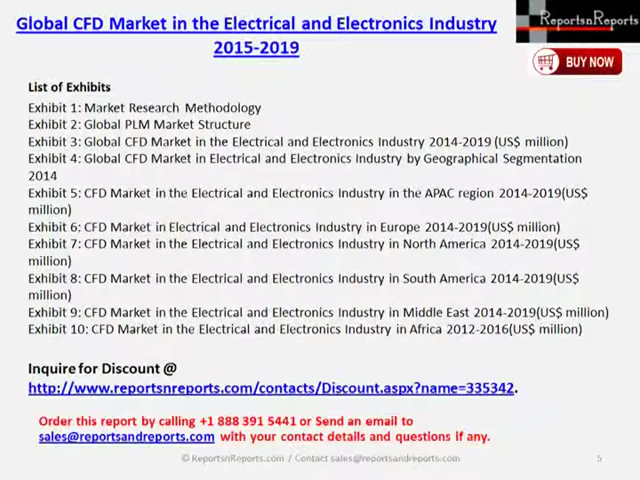 Global CFD Market in the Electrical and Electronics Industry
2015-2019
ReportsnReports
BUY NOW
List of Exhibits
Exhibit 1: Market Research Methodology
Exhibit 2: Global PLM Market Structure
Exhibit 3: Global CFD Market in the Electrical and Electronics Industry 2014-2019 (US$ million)
Exhibit 4: Global CFD Market in Electrical and Electronics Industry by Geographical Segmentation
2014
Exhibit 5: CFD Market in the Electrical and Electronics Industry in the APAC region 2014-2019(US$
million)
Exhibit 6: CFD Market in Electrical and Electronics Industry in Europe 2014-2019(US$ million)
Exhibit 7: CFD Market in the Electrical and Electronics Industry in North America 2014-2019(US$
million)
Exhibit 8: CFD Market in the Electrical and Electronics Industry in South America 2014-2019(US$
million)
Exhibit 9: CFD Market in the Electrical and Electronics Industry in Middle East 2014-2019(US$ million)
Exhibit 10: CFD Market in the Electrical and Electronics Industry in Africa 2012-2016(US$ million)
Inquire for Discount @
http://www.reportsnreports.com/contacts/Discount.aspx?name=335342.
Order this report by calling +1 888 391 5441 or Send an email to
sales@reportsandreports.com with your contact details and questions if any.
© ReportsnReports.com / Contact sales@reportsandreports.com
5